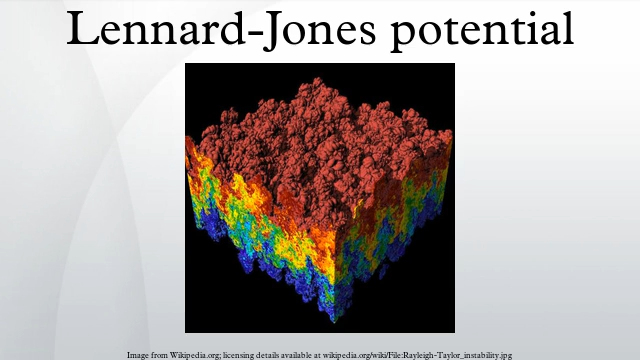 Lennard-Jones potential
Image from Wikipedia.org; licensing details available at wikipedia.org/wiki/File:Rayleigh-Taylor_instability.jpg